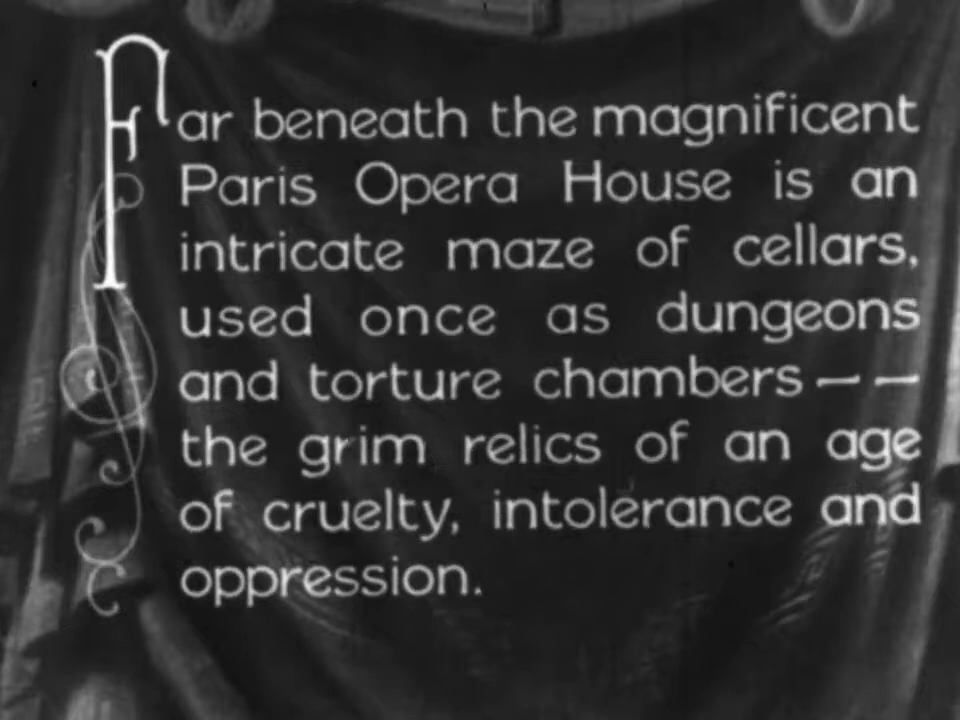 Far beneath the magnificent
Paris Opera House is an
intricate maze of cellars,
used once as dungeons
and torture chambers — —
the grim relics of an age
of cruelty, intolerance and
oppression.